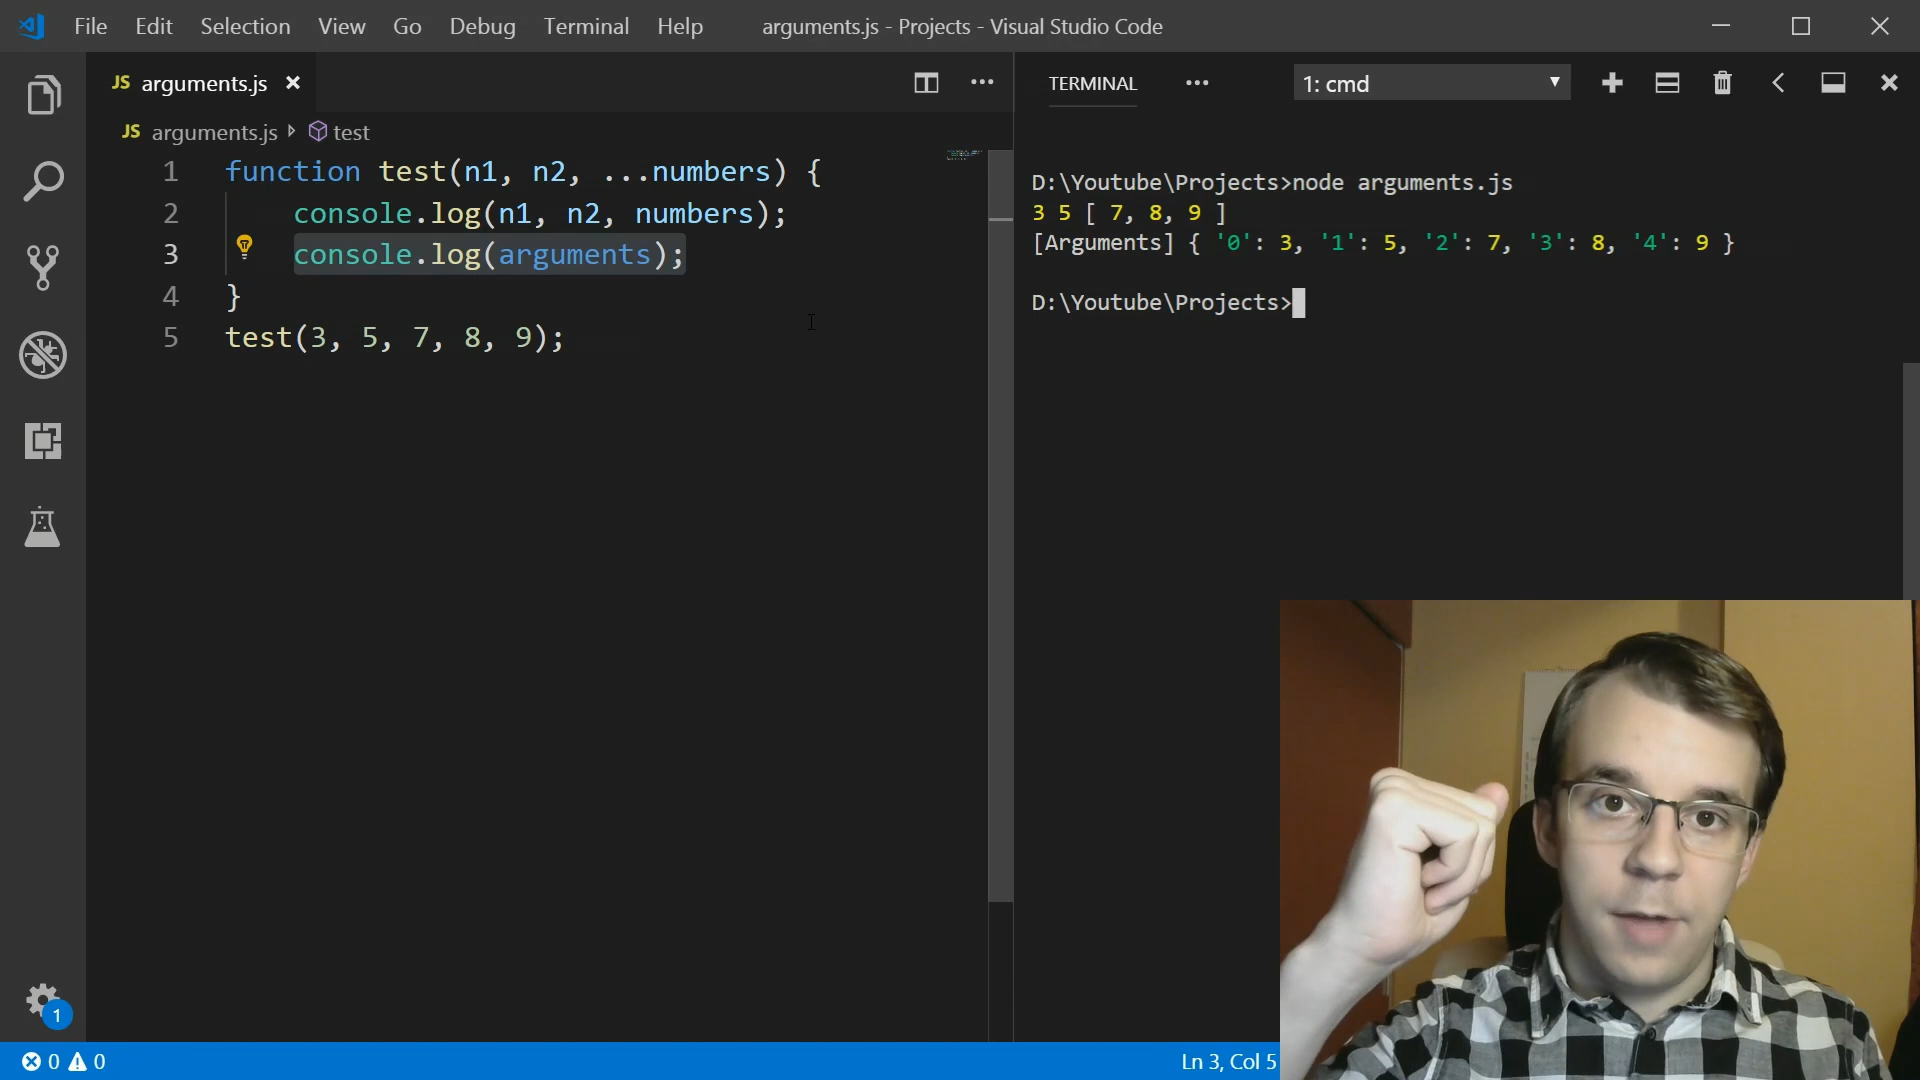 File Edit Selection View Go Debug Terminal Help arguments.js - Projects - Visual Studio Code
JS arguments.js
JS arguments.js test
1 function test(n1, n2, ...numbers) {
2 console.log(n1, n2, numbers);
3 console.log(arguments);
4 }
5 test(3, 5, 7, 8, 9);
TERMINAL 1: cmd
D:\Youtube\Projects>node arguments.js
3 5 [ 7, 8, 9 ]
[Arguments] { '0': 3, '1': 5, '2': 7, '3': 8, '4': 9 }
D:\Youtube\Projects>
1
0 0 Ln 3, Col 5